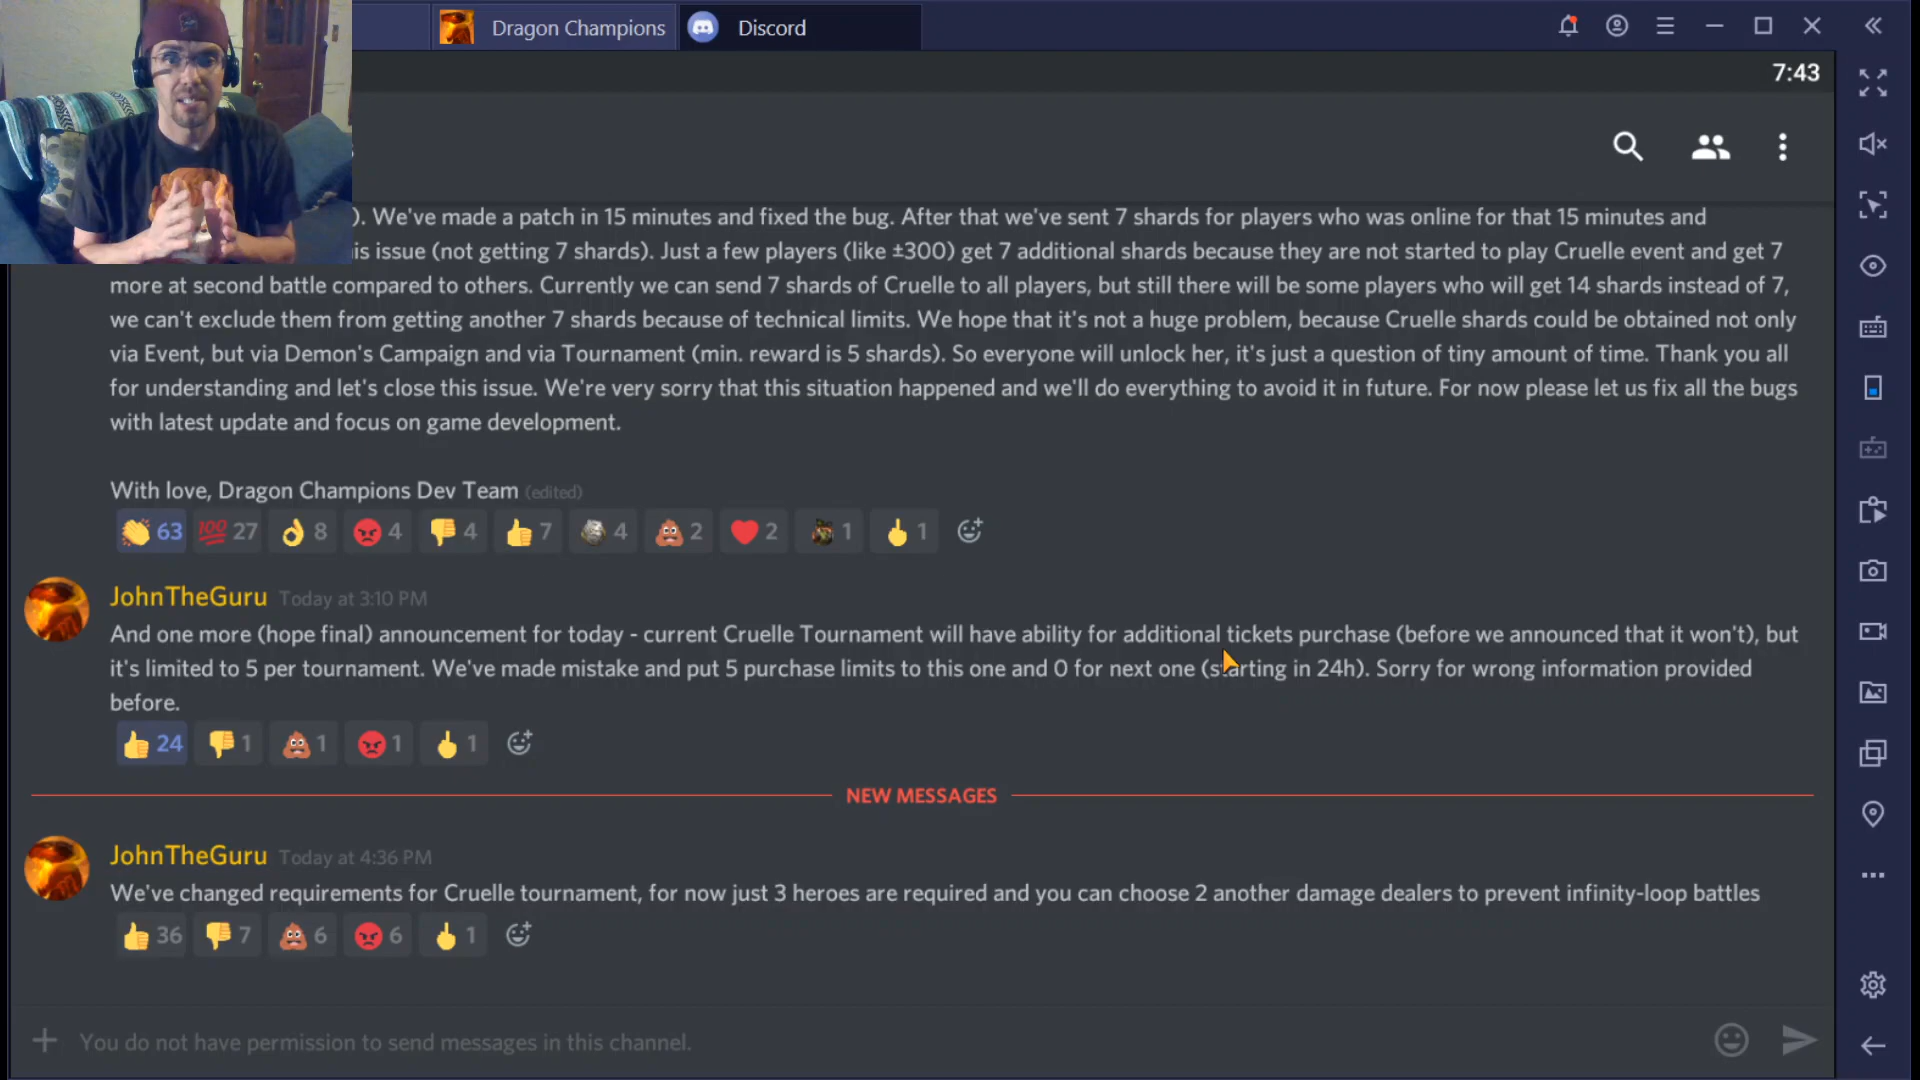 Dragon Champions
Discord
7:43
). We've made a patch in 15 minutes and fixed the bug. After that we've sent 7 shards for players who was online for that 15 minutes and
is issue (not getting 7 shards). Just a few players (like ±300) get 7 additional shards because they are not started to play Cruelle event and get 7
more at second battle compared to others. Currently we can send 7 shards of Cruelle to all players, but still there will be some players who will get 14 shards instead of 7,
we can't exclude them from getting another 7 shards because of technical limits. We hope that it's not a huge problem, because Cruelle shards could be obtained not only
via Event, but via Demon's Campaign and via Tournament (min. reward is 5 shards). So everyone will unlock her, it's just a question of tiny amount of time. Thank you all
for understanding and let's close this issue. We're very sorry that this situation happened and we'll do everything to avoid it in future. For now please let us fix all the bugs
with latest update and focus on game development.
With love, Dragon Champions Dev Team (edited)
63 100 27 8 4 4 7 4 2 2 1 1
JohnTheGuru Today at 3:10 PM
And one more (hope final) announcement for today - current Cruelle Tournament will have ability for additional tickets purchase (before we announced that it won't), but
it's limited to 5 per tournament. We've made mistake and put 5 purchase limits to this one and 0 for next one (starting in 24h). Sorry for wrong information provided
before.
24 1 1 1 1
NEW MESSAGES
JohnTheGuru Today at 4:36 PM
We've changed requirements for Cruelle tournament, for now just 3 heroes are required and you can choose 2 another damage dealers to prevent infinity-loop battles
36 7 6 6 1
You do not have permission to send messages in this channel.